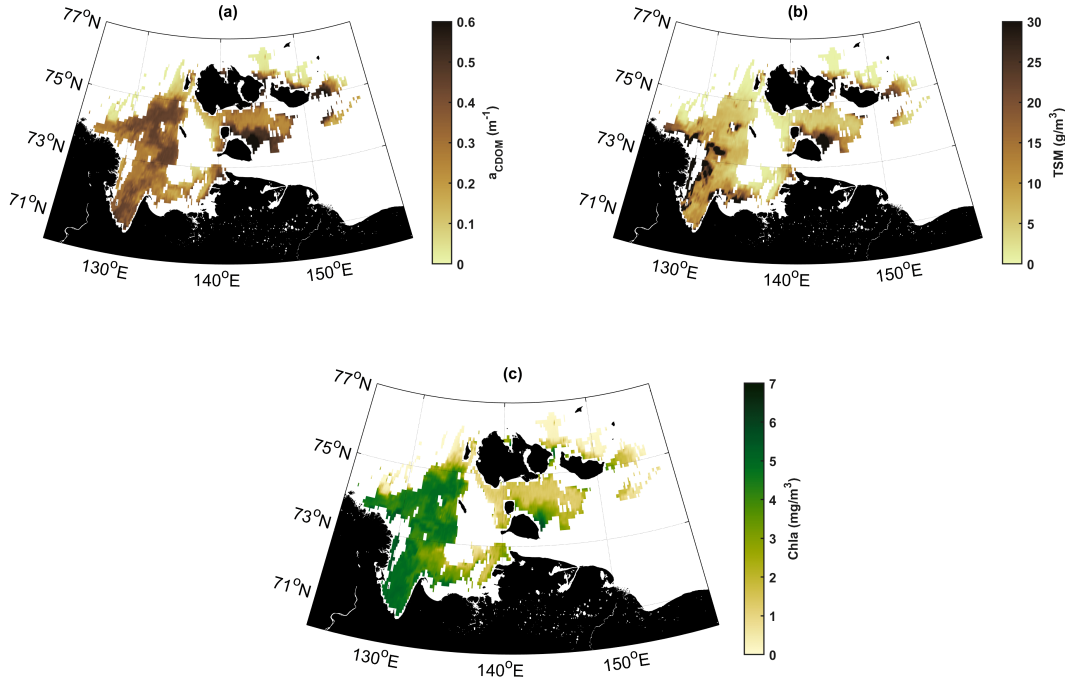 (a)
77°N
75°N
73°N
71°N
130°E
140°E
150°E
0.6
0.5
0.4
0.3
0.2
0.1
0
aCDOM (m-1)
(b)
77°N
75°N
73°N
71°N
130°E
140°E
150°E
30
25
20
15
10
5
0
TSM (g/m3)
(c)
77°N
75°N
73°N
71°N
130°E
140°E
150°E
7
6
5
4
3
2
1
0
Chla (mg/m3)